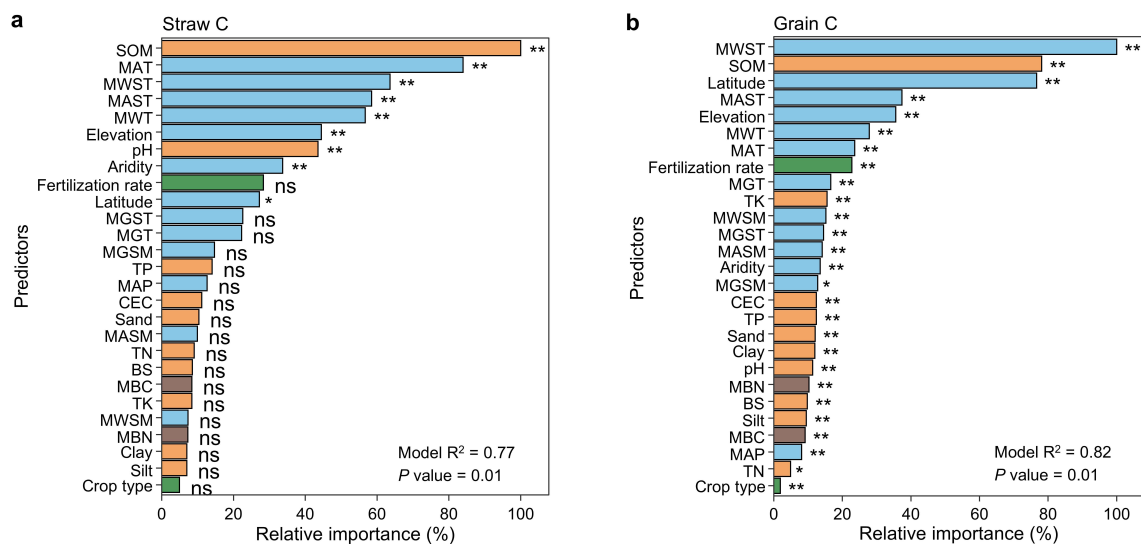 a
Straw C
SOM **
MAT **
MWST **
MAST **
MWT **
Elevation **
pH **
Aridity **
Fertilization rate ns
Latitude *
MGST ns
MGT ns
MGSM ns
TP ns
MAP ns
CEC ns
Sand ns
MASM ns
TN ns
BS ns
MBC ns
TK ns
MWSM ns
MBN ns
Clay ns
Silt ns
Crop type ns
Predictors
Model R² = 0.77
P value = 0.01
0 20 40 60 80 100
Relative importance (%)
b
Grain C
MWST **
SOM **
Latitude **
MAST **
Elevation **
MWT **
MAT **
Fertilization rate **
MGT **
TK **
MWSM **
MGST **
MASM **
Aridity **
MGSM *
CEC **
TP **
Sand **
Clay **
pH **
MBN **
BS **
Silt **
MBC **
MAP **
TN *
Crop type **
Predictors
Model R² = 0.82
P value = 0.01
0 20 40 60 80 100
Relative importance (%)